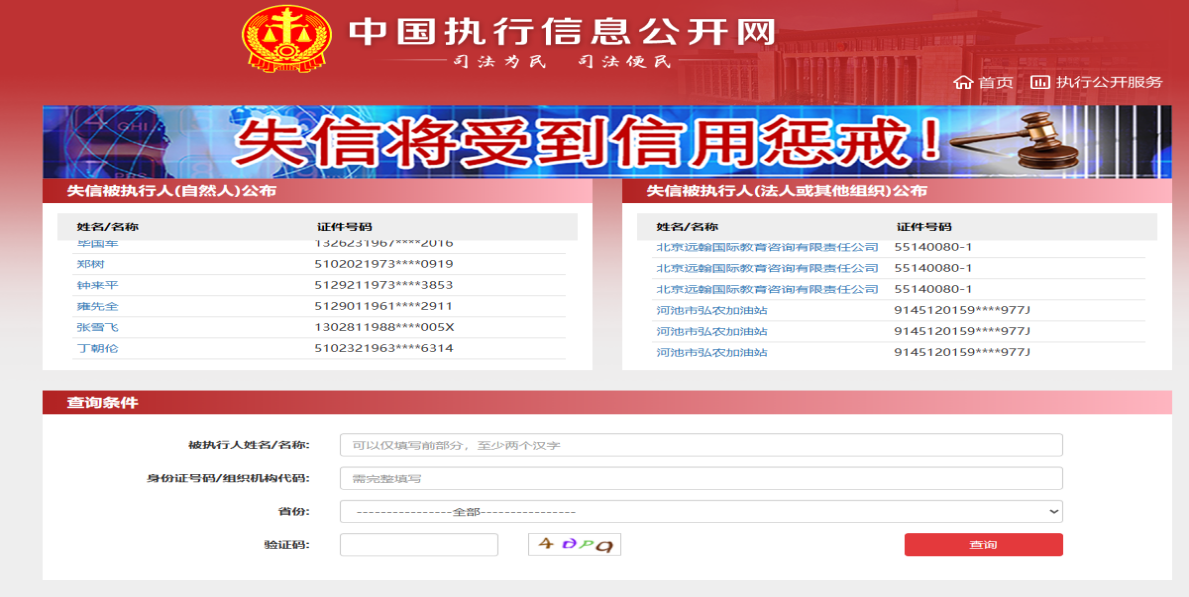 中国执行信息公开网
司法为民 司法便民
首页 执行公开服务
失信将受到信用惩戒！
失信被执行人(自然人)公布
姓名/名称 证件号码
毕国军 1326231967****2016
郑树 5102021973****0919
钟来平 5129211973****3853
雍先全 5129011961****2911
张雪飞 1302811988****005X
丁朝伦 5102321963****6314
失信被执行人(法人或其他组织)公布
姓名/名称 证件号码
北京远翰国际教育咨询有限责任公司 55140080-1
北京远翰国际教育咨询有限责任公司 55140080-1
北京远翰国际教育咨询有限责任公司 55140080-1
河池市弘农加油站 9145120159****977J
河池市弘农加油站 9145120159****977J
河池市弘农加油站 9145120159****977J
查询条件
被执行人姓名/名称: 可以仅填写前部分，至少两个汉字
身份证号码/组织机构代码: 需完整填写
省份: ----------------全部----------------
验证码: 查询